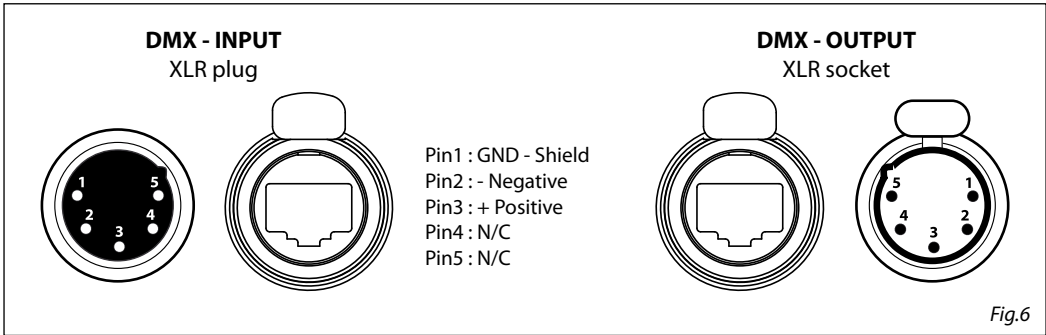 DMX - INPUT
XLR plug
1
5
2
4
3
Pin1 : GND - Shield
Pin2 : - Negative
Pin3 : + Positive
Pin4 : N/C
Pin5 : N/C
DMX - OUTPUT
XLR socket
5
1
4
2
3
Fig.6